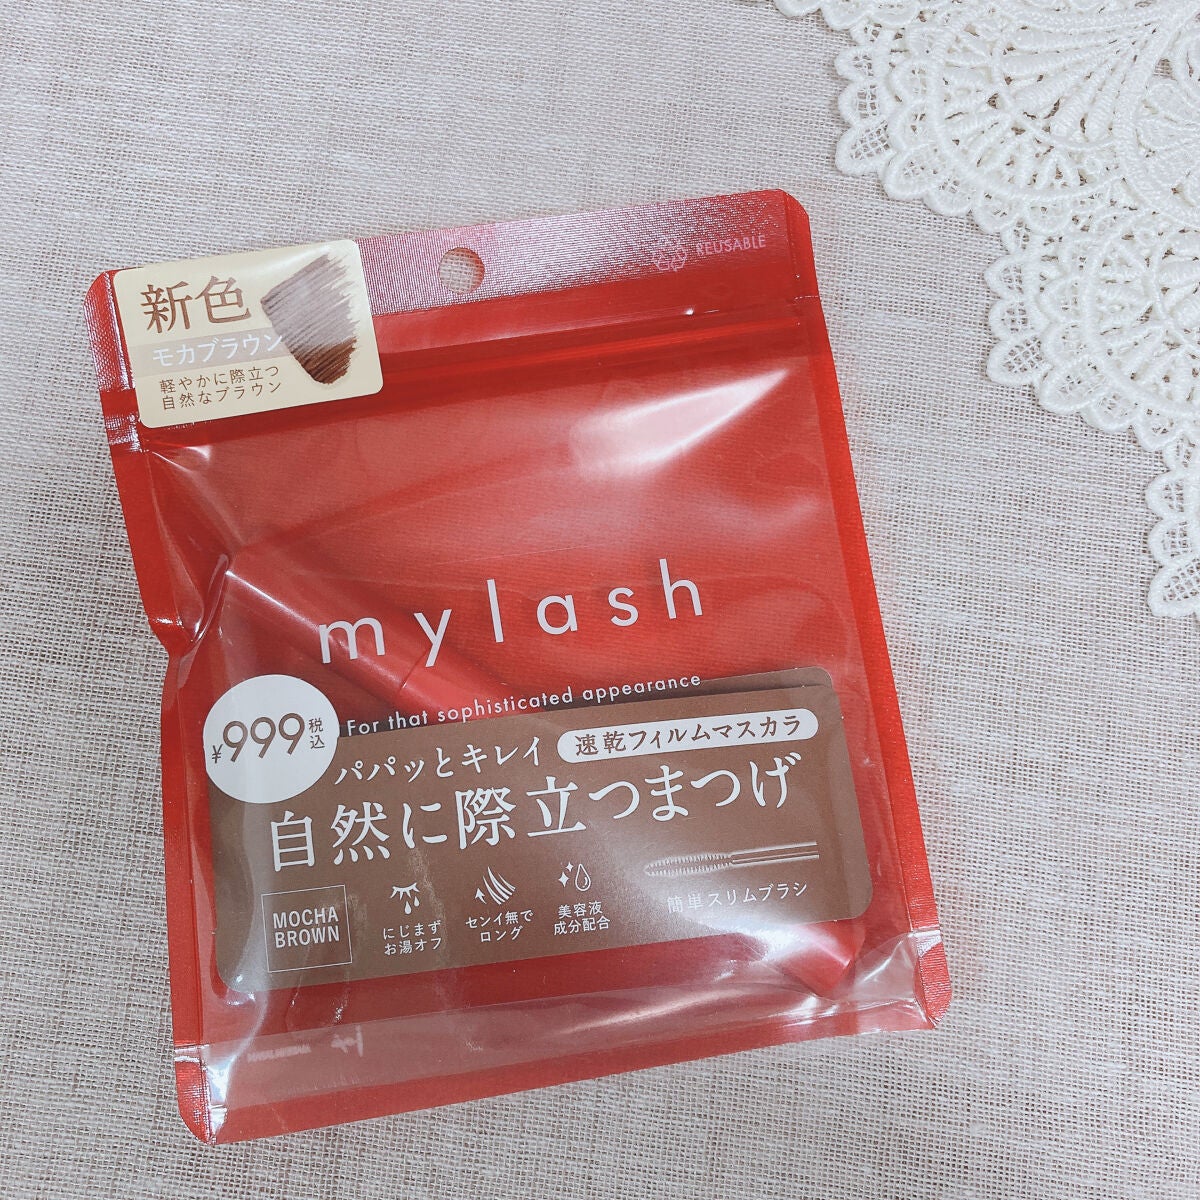 REUSABLE
新色
モカブラウン
軽やかに際立つ
自然なブラウン
mylash
For that sophisticated appearance
¥999税込
パパッとキレイ 速乾フィルムマスカラ
自然に際立つまつげ
MOCHA
BROWN
にじまず
お湯オフ
センイ無で
ロング
美容液
成分配合
簡単スリムブラシ